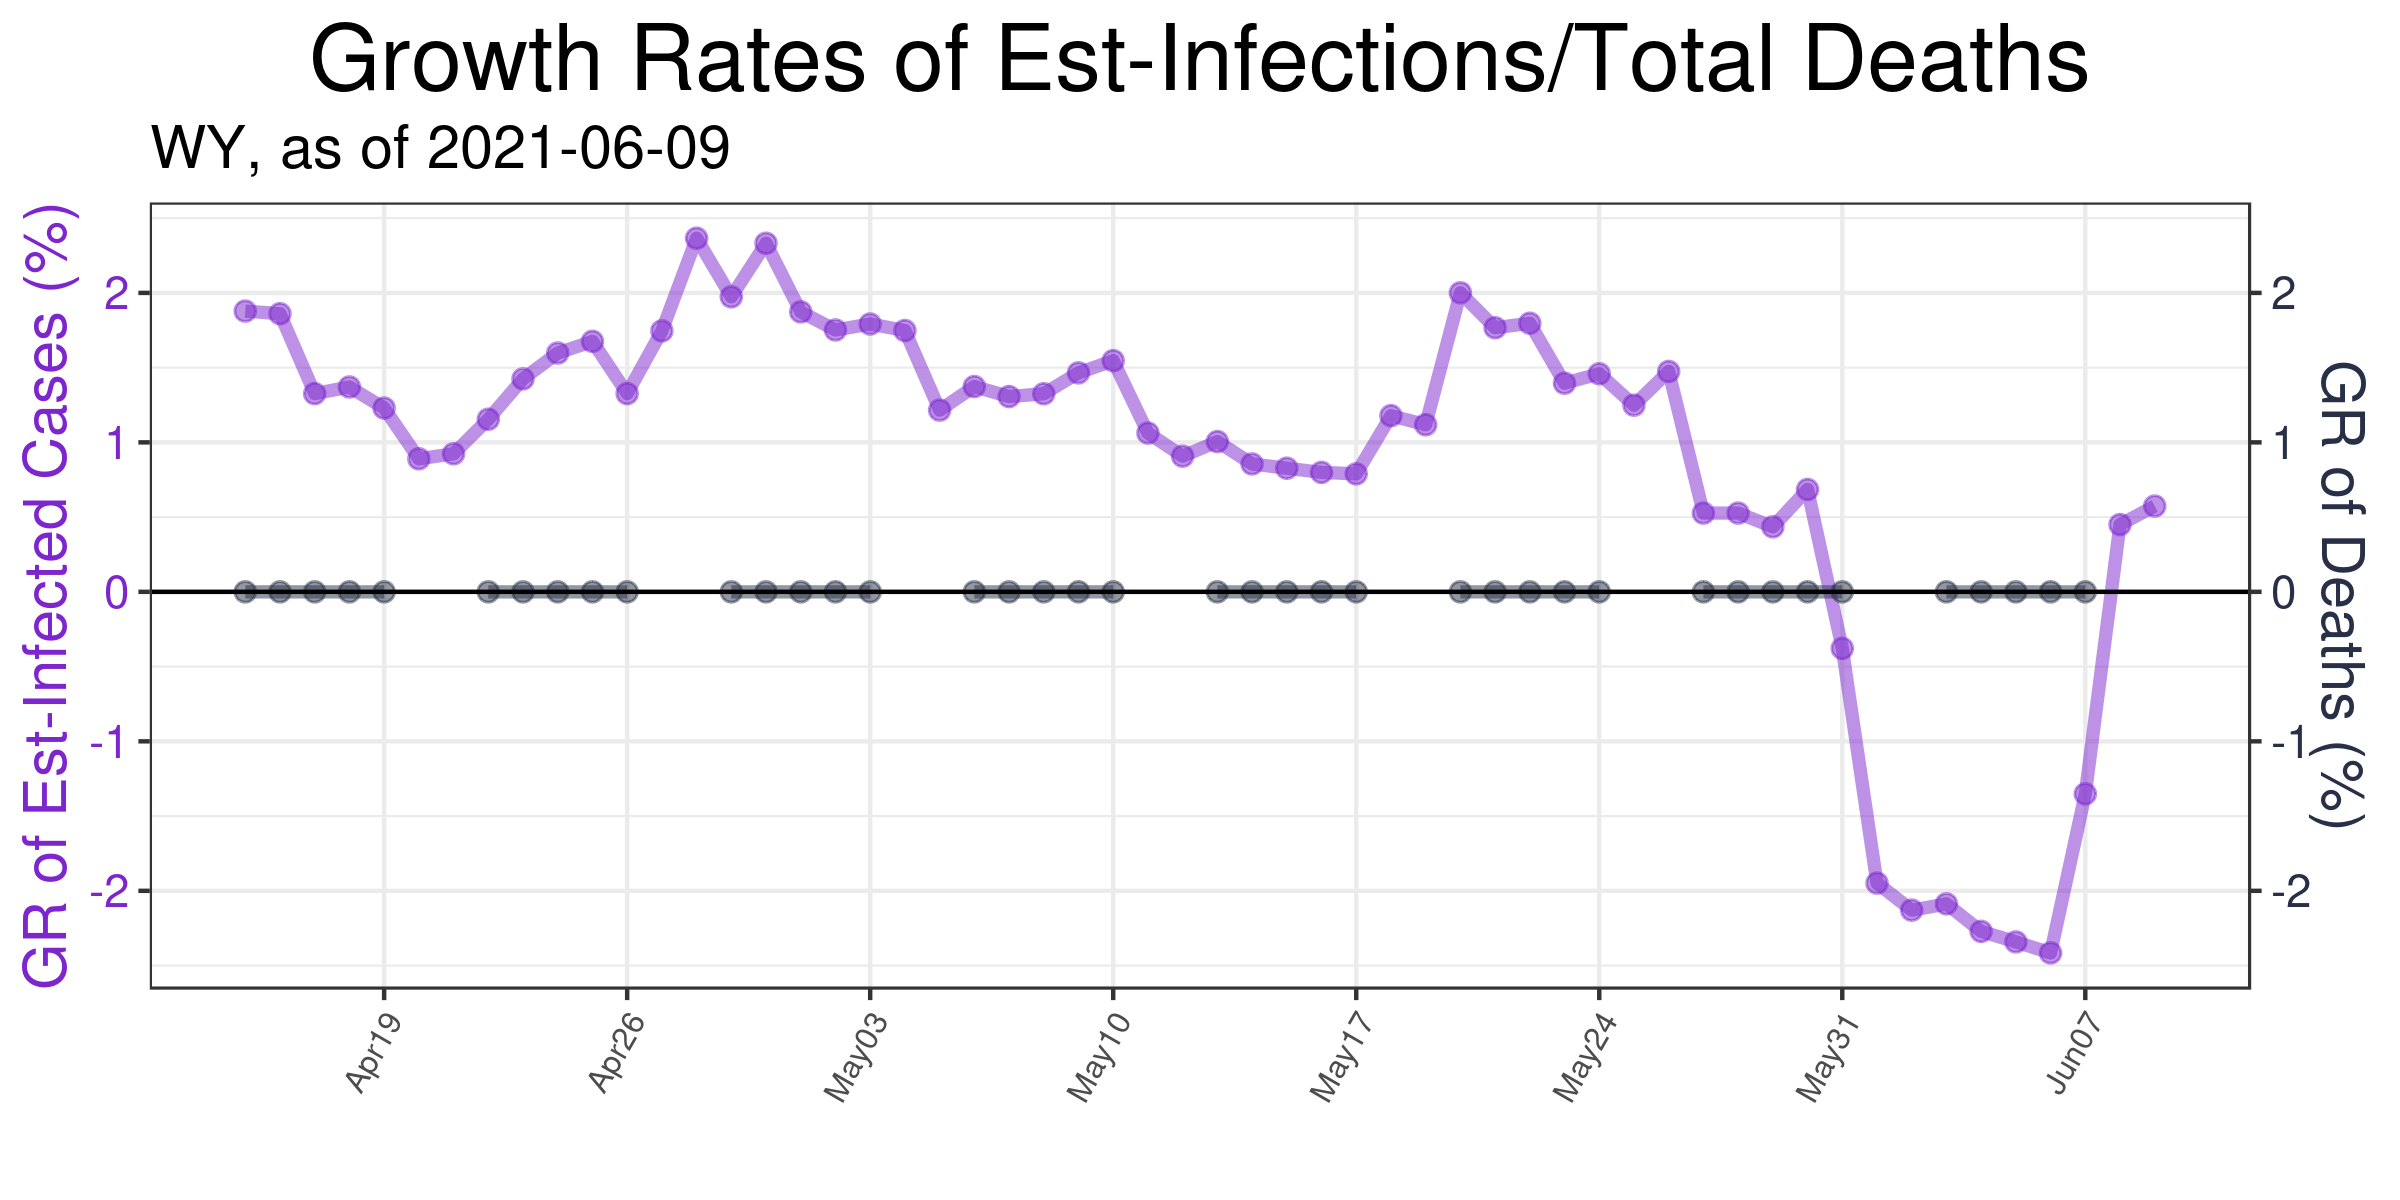 Growth Rates of Est-Infections/Total Deaths
WY, as of 2021-06-09
GR of Est-Infected Cases (%)
2
1
0
-1
-2
2
1
0
-1
-2
GR of Deaths (%)
Apr19
Apr26
May03
May10
May17
May24
May31
Jun07